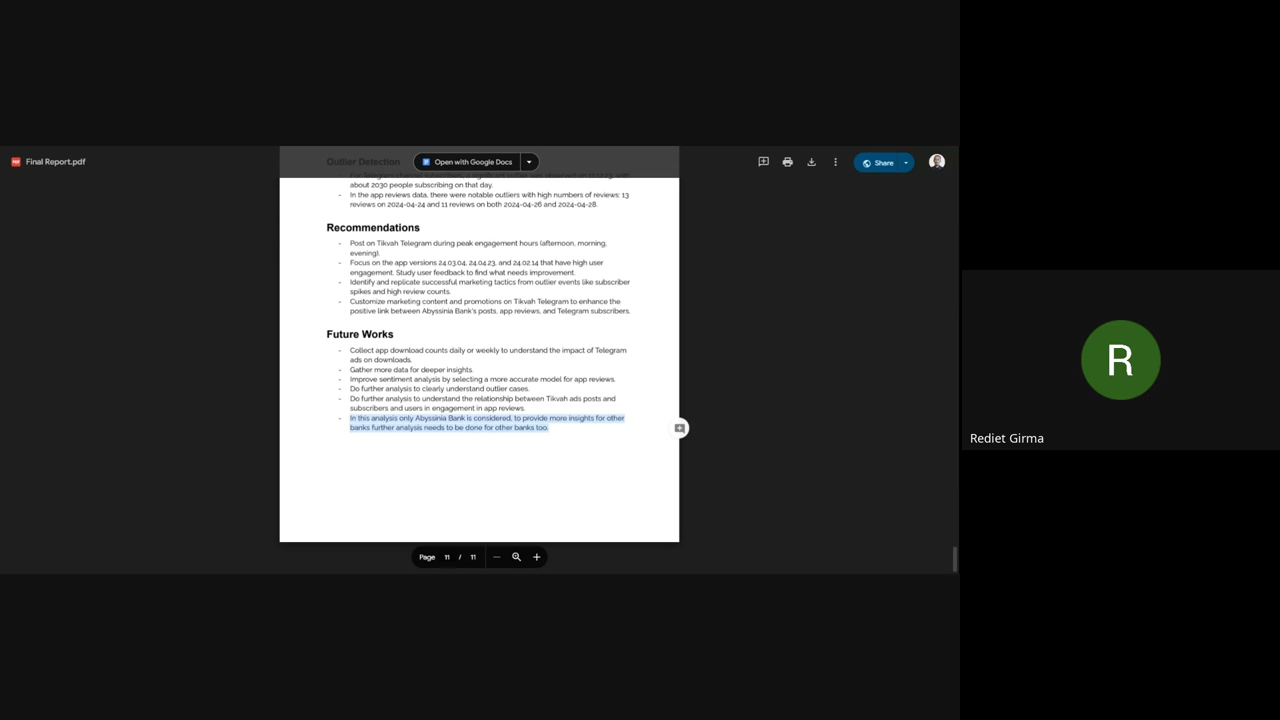 Final Report.pdf
Open with Google Docs
Share
Outlier Detection
about 2030 people subscribing on that day.
- In the app reviews data, there were notable outliers with high numbers of reviews: 13
reviews on 2024-04-24 and 11 reviews on both 2024-04-26 and 2024-04-28.
Recommendations
- Post on Tikvah Telegram during peak engagement hours (afternoon, morning,
evening).
- Focus on the app versions 24.03.04, 24.04.23, and 24.02.14 that have high user
engagement. Study user feedback to find what needs improvement.
- Identify and replicate successful marketing tactics from outlier events like subscriber
spikes and high review counts.
- Customize marketing content and promotions on Tikvah Telegram to enhance the
positive link between Abyssinia Bank's posts, app reviews, and Telegram subscribers.
Future Works
- Collect app download counts daily or weekly to understand the impact of Telegram
ads on downloads.
- Gather more data for deeper insights.
- Improve sentiment analysis by selecting a more accurate model for app reviews.
- Do further analysis to clearly understand outlier cases.
- Do further analysis to understand the relationship between Tikvah ads posts and
subscribers and users in engagement in app reviews.
- In this analysis only Abyssinia Bank is considered, to provide more insights for other
banks further analysis needs to be done for other banks too.
Page 11 / 11
R
Rediet Girma